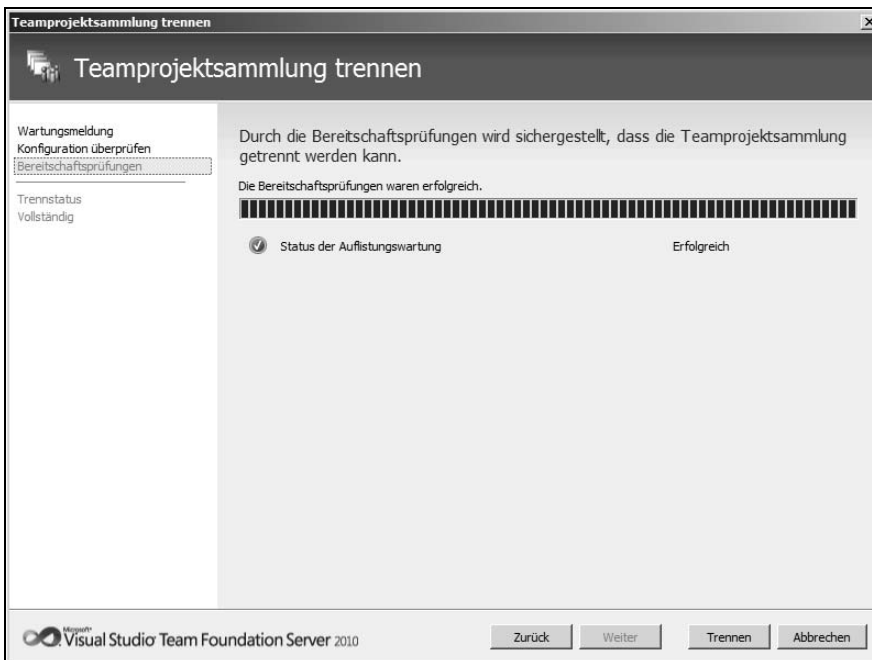 Teamprojektsammlung trennen
Teamprojektsammlung trennen
Wartungsmeldung
Konfiguration überprüfen
Bereitschaftsprüfungen
Trennstatus
Vollständig
Durch die Bereitschaftsprüfungen wird sichergestellt, dass die Teamprojektsammlung
getrennt werden kann.
Die Bereitschaftsprüfungen waren erfolgreich.
Status der Auflistungswartung Erfolgreich
Microsoft®
Visual Studio Team Foundation Server 2010
Zurück Weiter Trennen Abbrechen